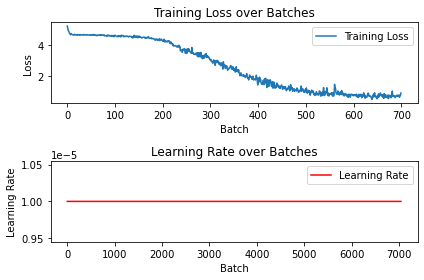 Training Loss over Batches
Training Loss
4
2
Loss
0 100 200 300 400 500 600 700
Batch
Learning Rate over Batches
1e−5
Learning Rate
1.05
1.00
0.95
Learning Rate
0 1000 2000 3000 4000 5000 6000 7000
Batch